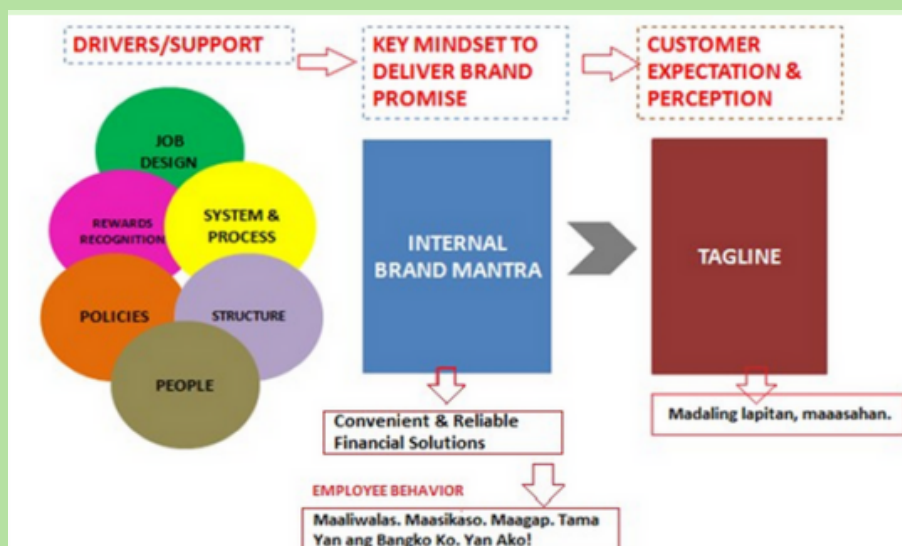 DRIVERS/SUPPORT
KEY MINDSET TO
DELIVER BRAND
PROMISE
CUSTOMER
EXPECTATION &
PERCEPTION
JOB
DESIGN
REWARDS
RECOGNITION
SYSTEM &
PROCESS
POLICIES
STRUCTURE
PEOPLE
INTERNAL
BRAND MANTRA
TAGLINE
Convenient & Reliable
Financial Solutions
Madaling lapitan, maaasahan.
EMPLOYEE BEHAVIOR
Maaliwalas. Maasikaso. Maagap. Tama
Yan ang Bangko Ko. Yan Ako!